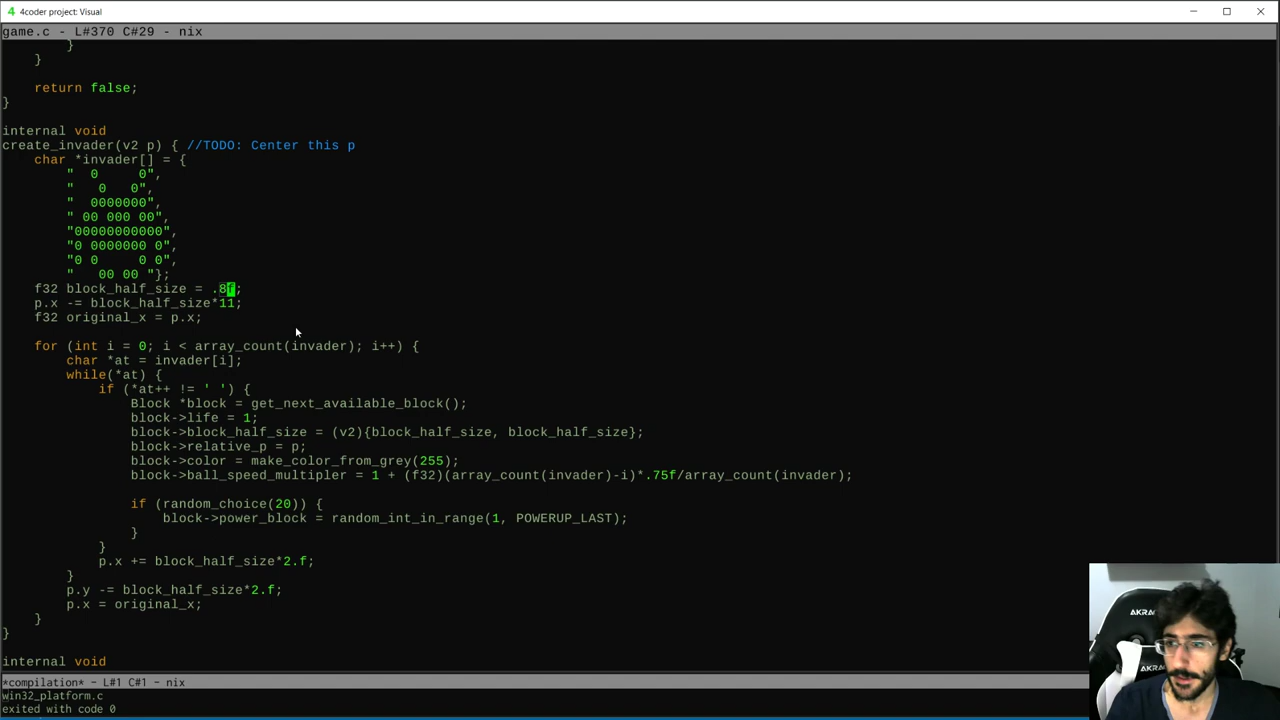 4 4coder project: Visual
game.c - L#370 C#29 - nix
        }
    }

    return false;
}

internal void
create_invader(v2 p) { //TODO: Center this p
    char *invader[] = {
        "  0     0",
        "   0   0",
        "  0000000",
        " 00 000 00",
        "00000000000",
        "0 0000000 0",
        "0 0     0 0",
        "   00 00 "};
    f32 block_half_size = .8f;
    p.x -= block_half_size*11;
    f32 original_x = p.x;

    for (int i = 0; i < array_count(invader); i++) {
        char *at = invader[i];
        while(*at) {
            if (*at++ != ' ') {
                Block *block = get_next_available_block();
                block->life = 1;
                block->block_half_size = (v2){block_half_size, block_half_size};
                block->relative_p = p;
                block->color = make_color_from_grey(255);
                block->ball_speed_multipler = 1 + (f32)(array_count(invader)-i)*.75f/array_count(invader);

                if (random_choice(20)) {
                    block->power_block = random_int_in_range(1, POWERUP_LAST);
                }
            }
            p.x += block_half_size*2.f;
        }
        p.y -= block_half_size*2.f;
        p.x = original_x;
    }
}

internal void
*compilation* - L#1 C#1 - nix
win32_platform.c
exited with code 0
AKRA
AKRA